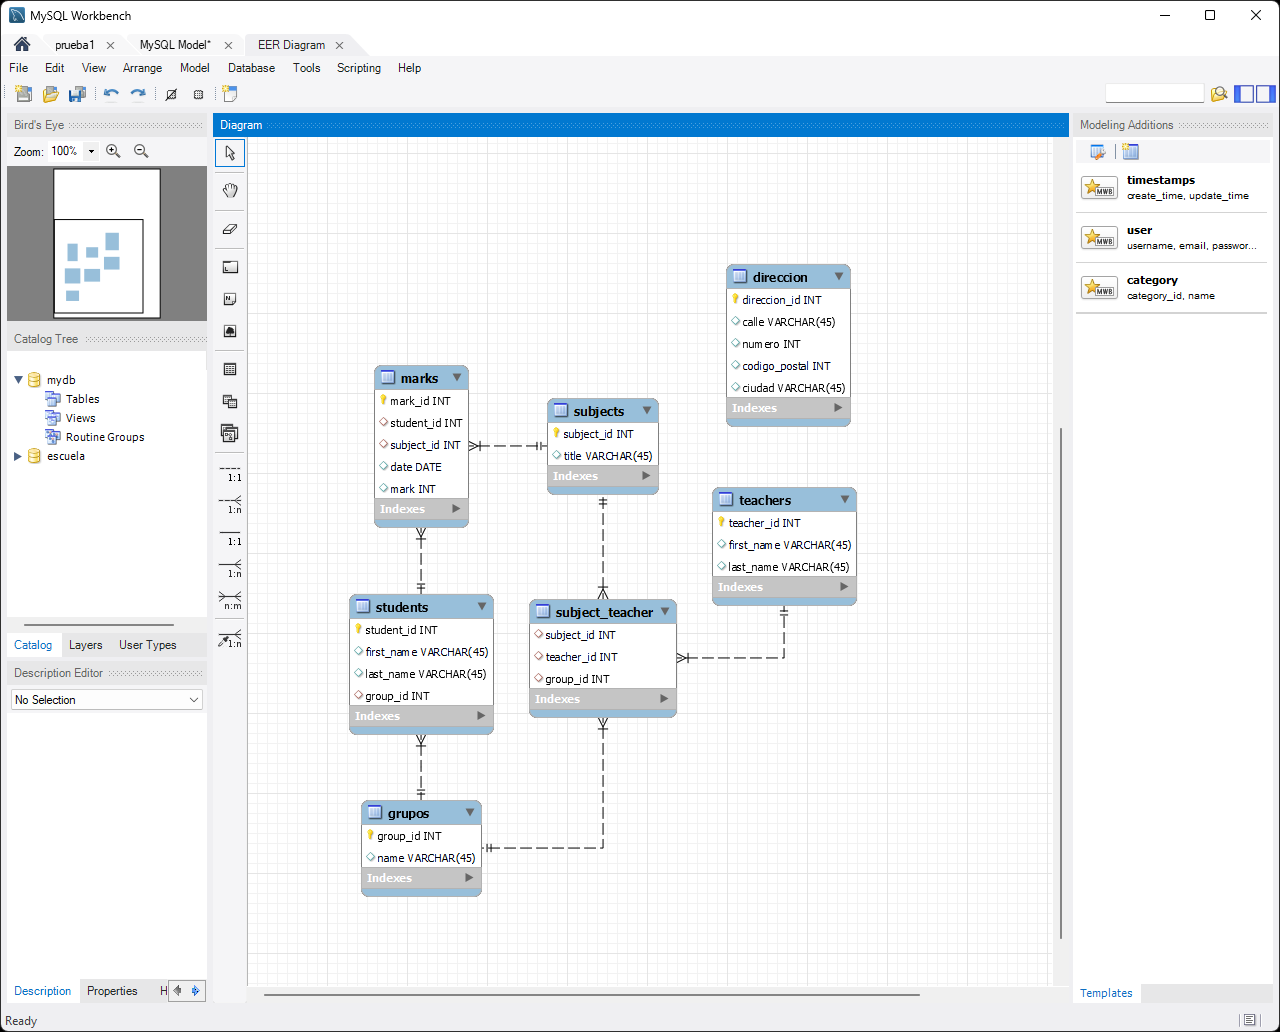 MySQL Workbench
prueba1
MySQL Model*
EER Diagram
File Edit View Arrange Model Database Tools Scripting Help
Bird's Eye
Zoom: 100%
Catalog Tree
mydb
Tables
Views
Routine Groups
escuela
Catalog Layers User Types
Description Editor
No Selection
Description Properties H
Ready
Diagram
1:1
1:n
1:1
1:n
n:m
1:n
marks
mark_id INT
student_id INT
subject_id INT
date DATE
mark INT
Indexes
subjects
subject_id INT
title VARCHAR(45)
Indexes
direccion
direccion_id INT
calle VARCHAR(45)
numero INT
codigo_postal INT
ciudad VARCHAR(45)
Indexes
teachers
teacher_id INT
first_name VARCHAR(45)
last_name VARCHAR(45)
Indexes
students
student_id INT
first_name VARCHAR(45)
last_name VARCHAR(45)
group_id INT
Indexes
subject_teacher
subject_id INT
teacher_id INT
group_id INT
Indexes
grupos
group_id INT
name VARCHAR(45)
Indexes
Modeling Additions
MWB
timestamps
create_time, update_time
MWB
user
username, email, passwor...
MWB
category
category_id, name
Templates